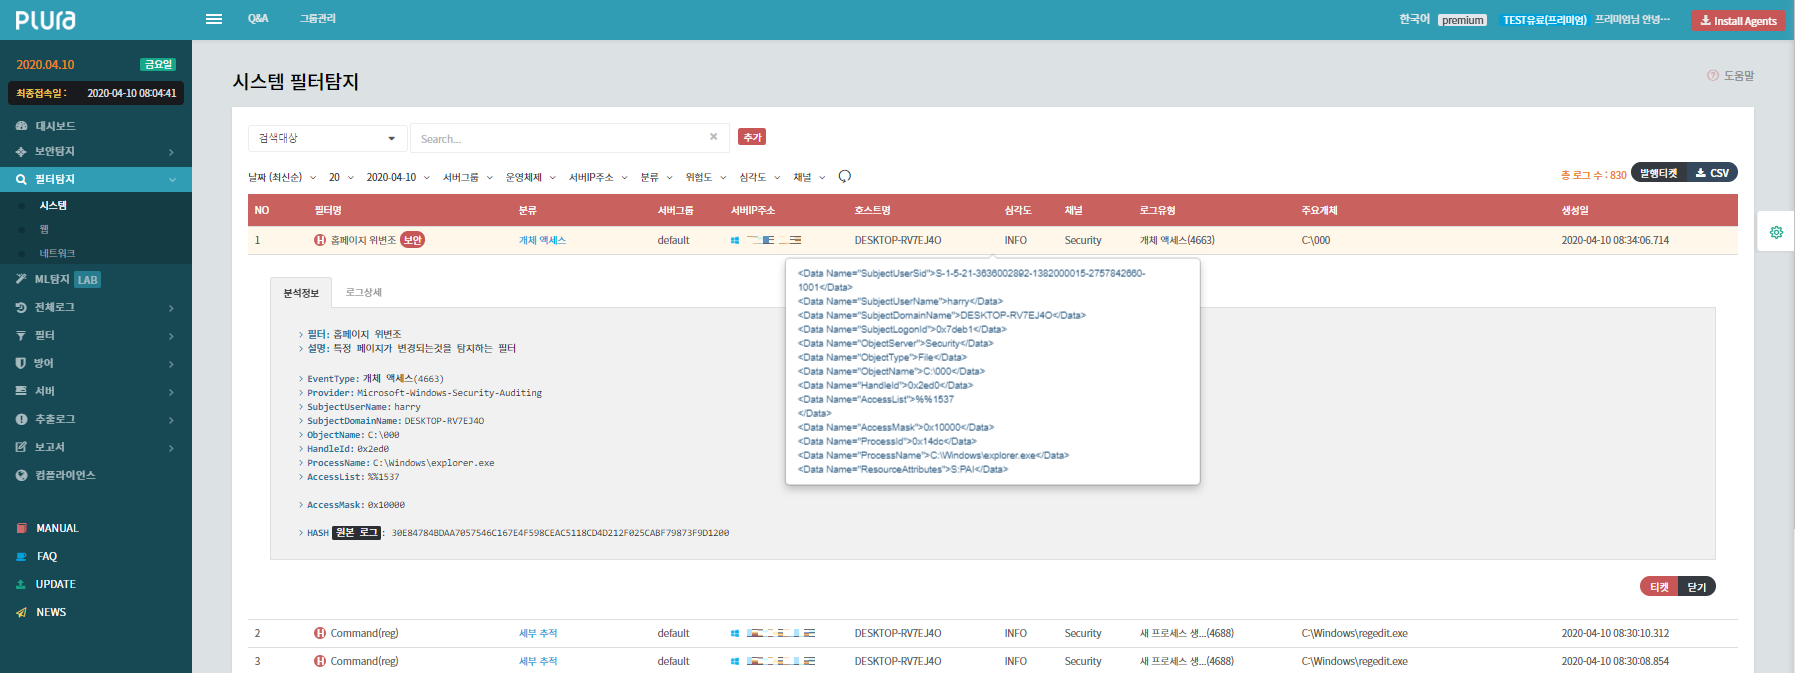 PLURA
Q&A 그룹관리
한국어 premium TEST유료(프리미엄) 프리미엄님 안녕...
Install Agents
2020.04.10 금요일
최종접속일 : 2020-04-10 08:04:41
대시보드
보안탐지
필터탐지
시스템
웹
네트워크
ML탐지 LAB
전체로그
필터
방어
서버
추출로그
보고서
컴플라이언스
MANUAL
FAQ
UPDATE
NEWS
시스템 필터탐지
도움말
검색대상 Search... × 추가
날짜 (최신순) 20 2020-04-10 서버그룹 운영체제 서버IP주소 분류 위험도 심각도 채널
총 로그 수 : 830 발행티켓 CSV
NO 필터명 분류 서버그룹 서버IP주소 호스트명 심각도 채널 로그유형 주요개체 생성일
1 H 홈페이지 위변조 보안 개체 액세스 default DESKTOP-RV7EJ4O INFO Security 개체 액세스(4663) C:\000 2020-04-10 08:34:06.714
분석정보 로그상세
> 필터: 홈페이지 위변조
> 설명: 특정 페이지가 변경되는것을 탐지하는 필터
> EventType: 개체 액세스(4663)
> Provider: Microsoft-Windows-Security-Auditing
> SubjectUserName: harry
> SubjectDomainName: DESKTOP-RV7EJ4O
> ObjectName: C:\000
> HandleId: 0x2ed0
> ProcessName: C:\Windows\explorer.exe
> AccessList: %%1537
> AccessMask: 0x10000
> HASH 원본 로그 : 30E84784BDAA7057546C167E4F598CEAC5118CD4D212F025CABF79873F9D1200
<Data Name="SubjectUserSid">S-1-5-21-3636002892-1382000015-2757842660-
1001</Data>
<Data Name="SubjectUserName">harry</Data>
<Data Name="SubjectDomainName">DESKTOP-RV7EJ4O</Data>
<Data Name="SubjectLogonId">0x7deb1</Data>
<Data Name="ObjectServer">Security</Data>
<Data Name="ObjectType">File</Data>
<Data Name="ObjectName">C:\000</Data>
<Data Name="HandleId">0x2ed0</Data>
<Data Name="AccessList">%%1537
</Data>
<Data Name="AccessMask">0x10000</Data>
<Data Name="ProcessId">0x14dc</Data>
<Data Name="ProcessName">C:\Windows\explorer.exe</Data>
<Data Name="ResourceAttributes">S:PAI</Data>
티켓 닫기
2 H Command(reg) 세부 추적 default DESKTOP-RV7EJ4O INFO Security 새 프로세스 생...(4688) C:\Windows\regedit.exe 2020-04-10 08:30:10.312
3 H Command(reg) 세부 추적 default DESKTOP-RV7EJ4O INFO Security 새 프로세스 생...(4688) C:\Windows\regedit.exe 2020-04-10 08:30:08.854